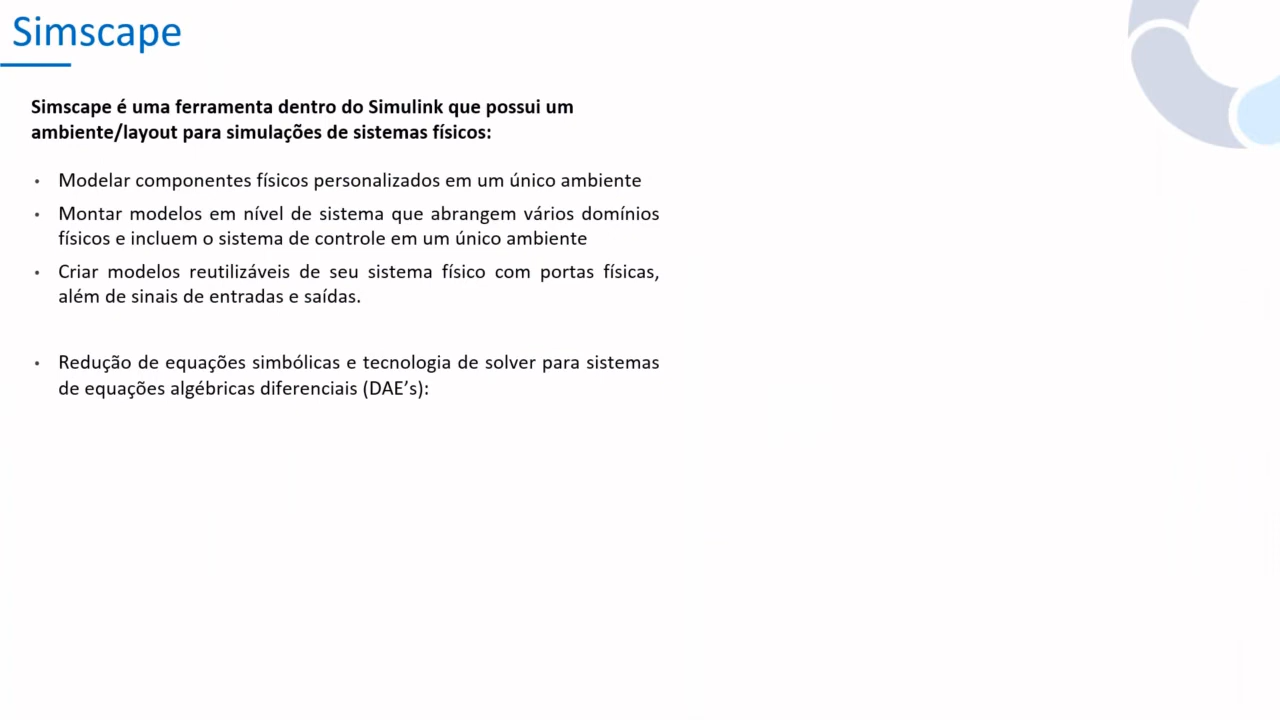 Simscape
Simscape é uma ferramenta dentro do Simulink que possui um
ambiente/layout para simulações de sistemas físicos:
• Modelar componentes físicos personalizados em um único ambiente
• Montar modelos em nível de sistema que abrangem vários domínios
físicos e incluem o sistema de controle em um único ambiente
• Criar modelos reutilizáveis de seu sistema físico com portas físicas,
além de sinais de entradas e saídas.
• Redução de equações simbólicas e tecnologia de solver para sistemas
de equações algébricas diferenciais (DAE’s):